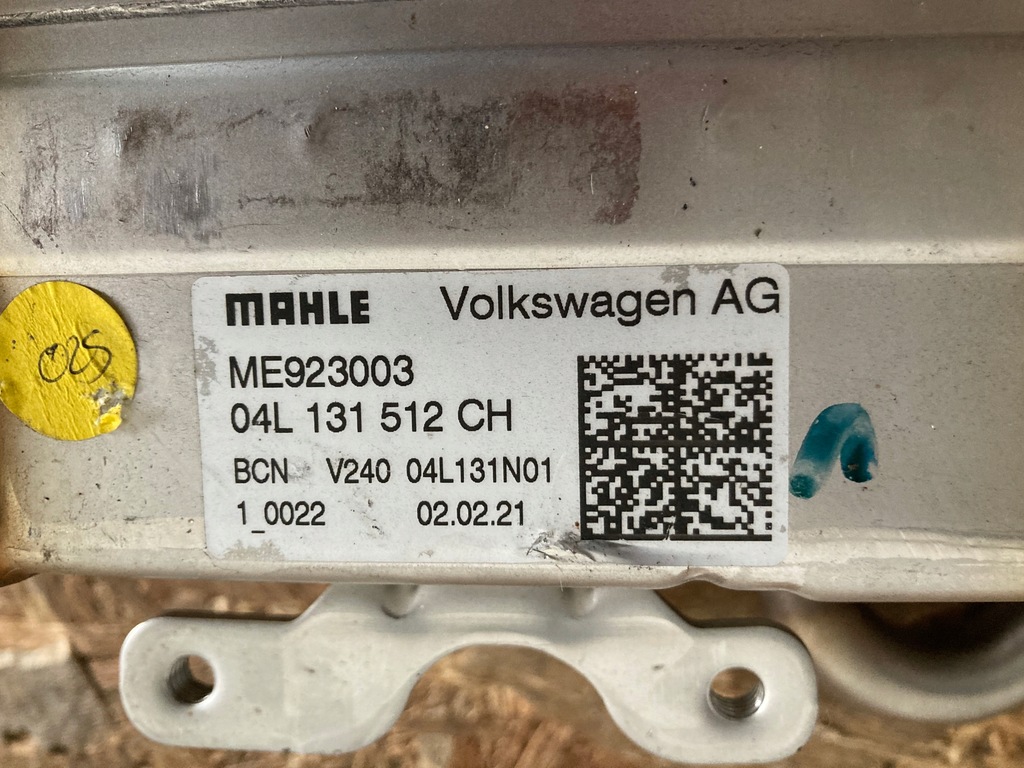 MAHLE Volkswagen AG
ME923003
04L 131 512 CH
BCN V240 04L131N01
1_0022 02.02.21
025